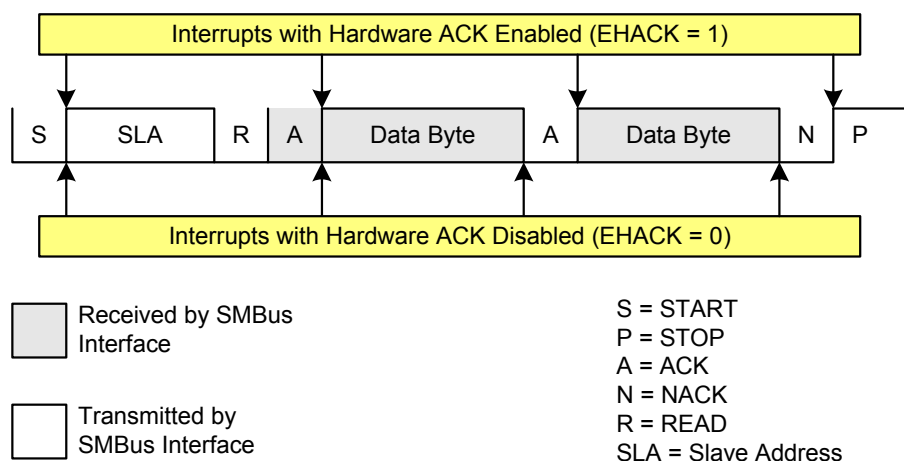 Interrupts with Hardware ACK Enabled (EHACK = 1)
S SLA R A Data Byte A Data Byte N P
Interrupts with Hardware ACK Disabled (EHACK = 0)
Received by SMBus
Interface
Transmitted by
SMBus Interface
S = START
P = STOP
A = ACK
N = NACK
R = READ
SLA = Slave Address